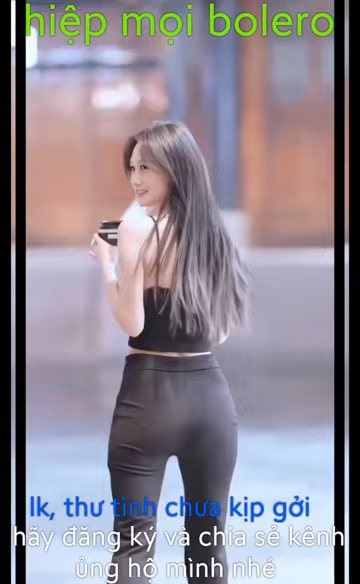 hiệp mọi bolero
lk, thư tình chưa kịp gởi
hãy đăng ký và chia sẻ kênh
ủng hộ mình nhé